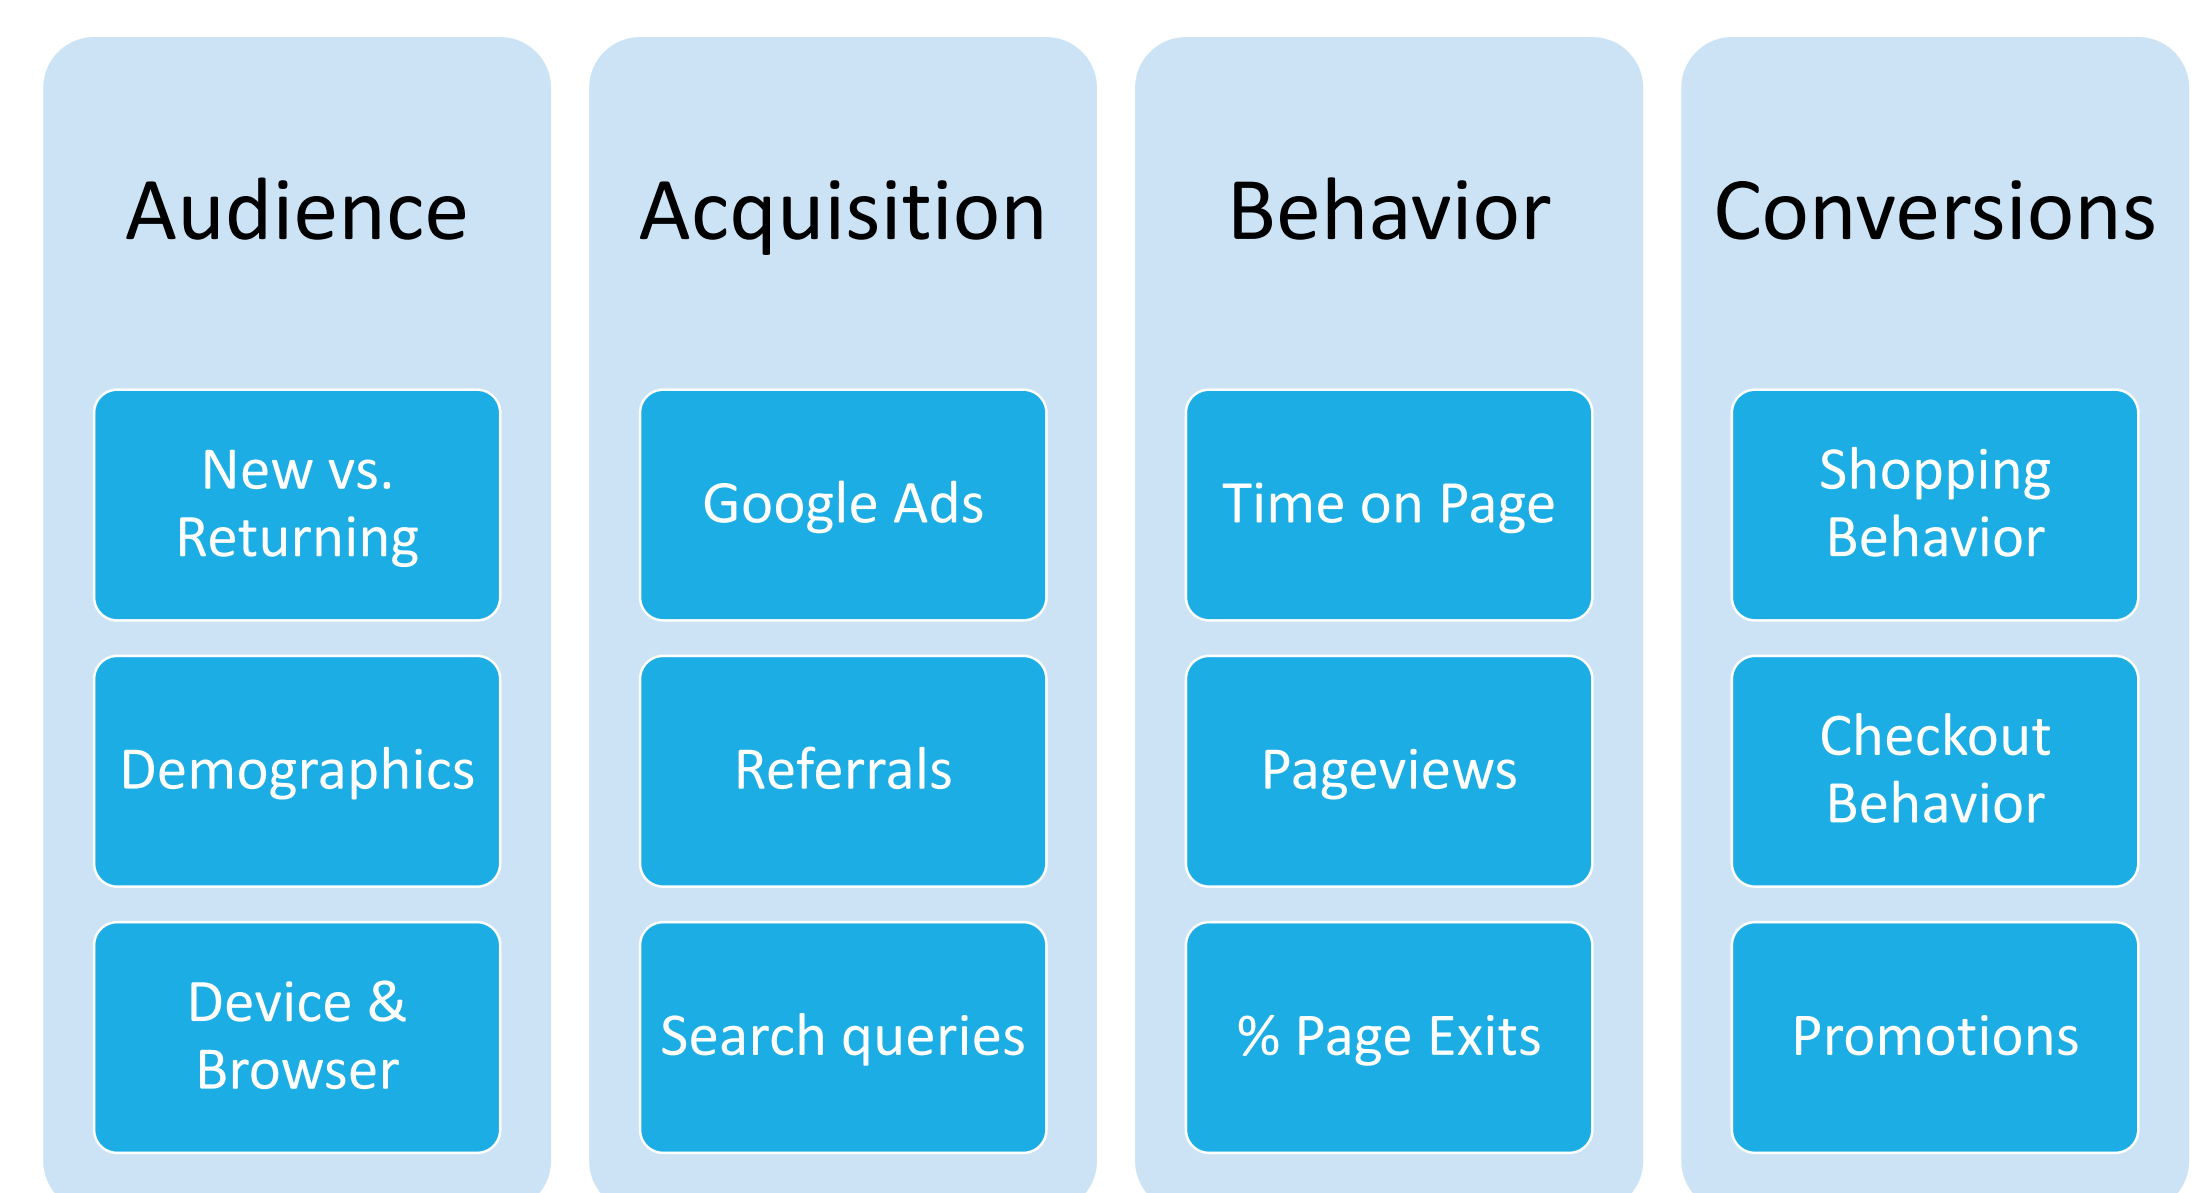 Audience
New vs.
Returning
Demographics
Device &
Browser
Acquisition
Google Ads
Referrals
Search queries
Behavior
Time on Page
Pageviews
% Page Exits
Conversions
Shopping
Behavior
Checkout
Behavior
Promotions